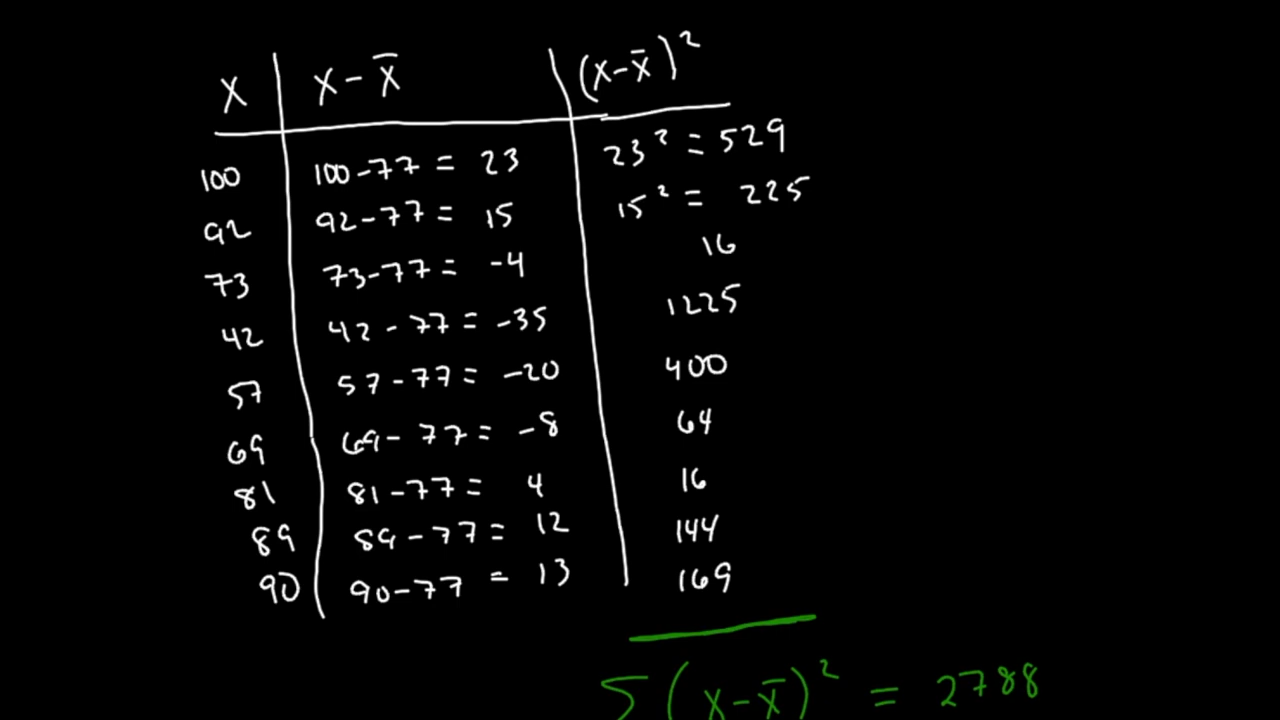 X X - X̄ (X-X̄)²
100 100-77 = 23 23² = 529
92 92-77 = 15 15² = 225
73 73-77 = -4 16
42 42 - 77 = -35 1225
57 57-77 = -20 400
69 69- 77 = -8 64
81 81-77 = 4 16
89 89-77 = 12 144
90 90-77 = 13 169
Σ (X-X̄)² = 2788